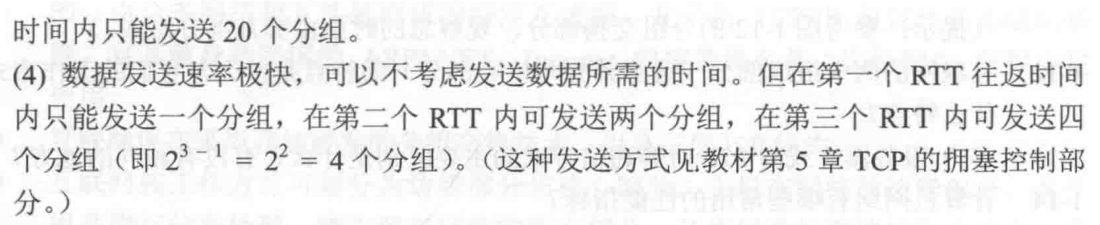 时间内只能发送 20 个分组。
(4) 数据发送速率极快，可以不考虑发送数据所需的时间。但在第一个 RTT 往返时间
内只能发送一个分组，在第二个 RTT 内可发送两个分组，在第三个 RTT 内可发送四
个分组（即 2³⁻¹ = 2² = 4 个分组）。（这种发送方式见教材第 5 章 TCP 的拥塞控制部
分。）